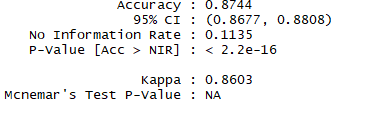 Accuracy : 0.8744
95% CI : (0.8677, 0.8808)
No Information Rate : 0.1135
P-Value [Acc > NIR] : < 2.2e-16
Kappa : 0.8603
Mcnemar's Test P-Value : NA